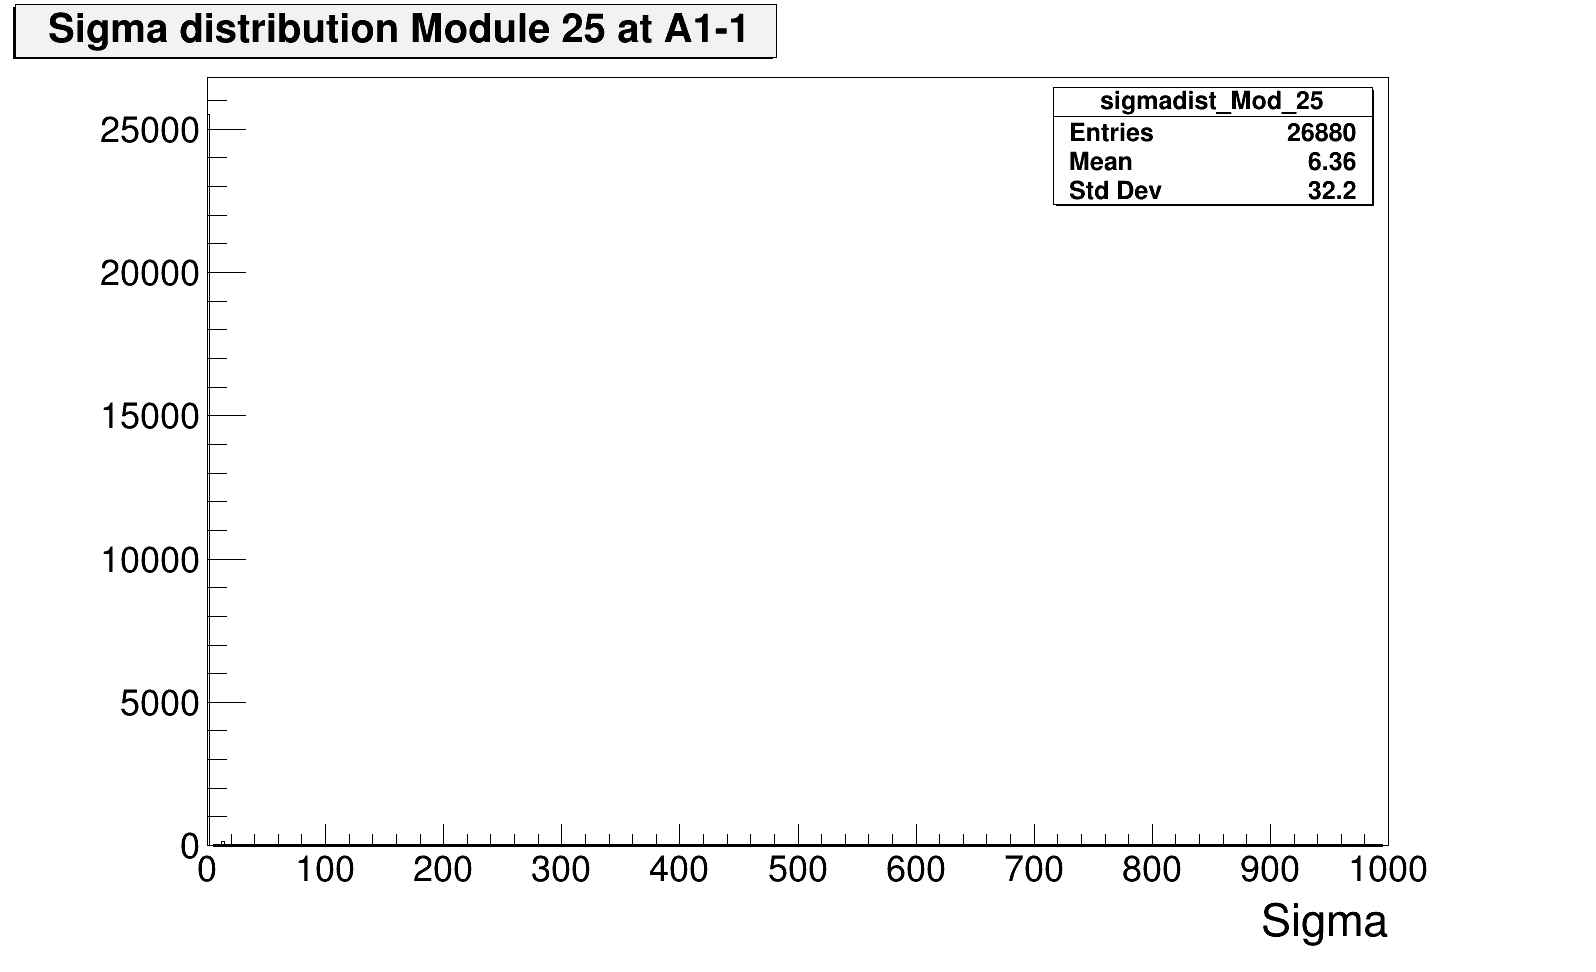 Sigma distribution Module 25 at A1-1
sigmadist_Mod_25
Entries 26880
Mean 6.36
Std Dev 32.2
25000
20000
15000
10000
5000
0
0 100 200 300 400 500 600 700 800 900 1000
Sigma